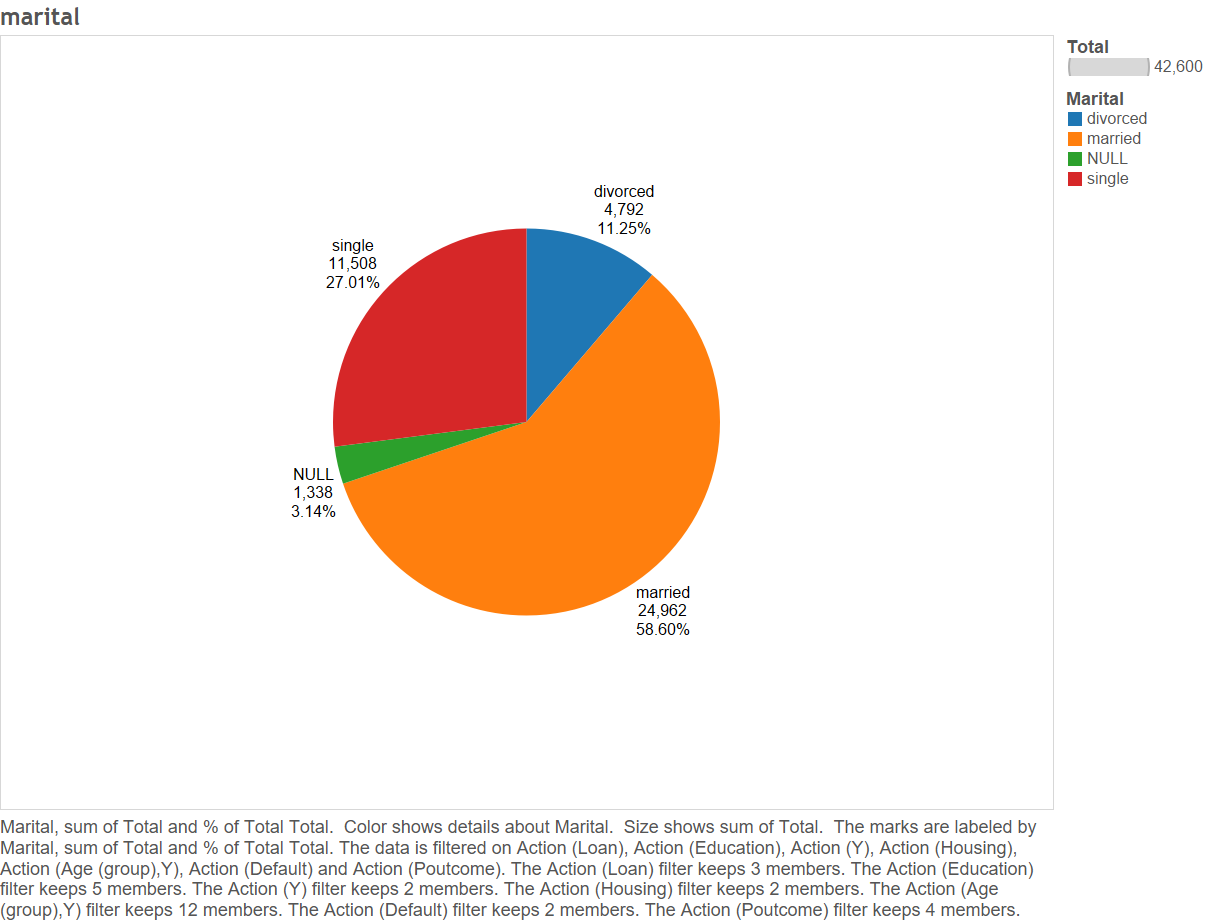 marital
Total
42,600
Marital
divorced
married
NULL
single
divorced
4,792
11.25%
single
11,508
27.01%
NULL
1,338
3.14%
married
24,962
58.60%
Marital, sum of Total and % of Total Total.  Color shows details about Marital.  Size shows sum of Total.  The marks are labeled by
Marital, sum of Total and % of Total Total. The data is filtered on Action (Loan), Action (Education), Action (Y), Action (Housing),
Action (Age (group),Y), Action (Default) and Action (Poutcome). The Action (Loan) filter keeps 3 members. The Action (Education)
filter keeps 5 members. The Action (Y) filter keeps 2 members. The Action (Housing) filter keeps 2 members. The Action (Age
(group),Y) filter keeps 12 members. The Action (Default) filter keeps 2 members. The Action (Poutcome) filter keeps 4 members.